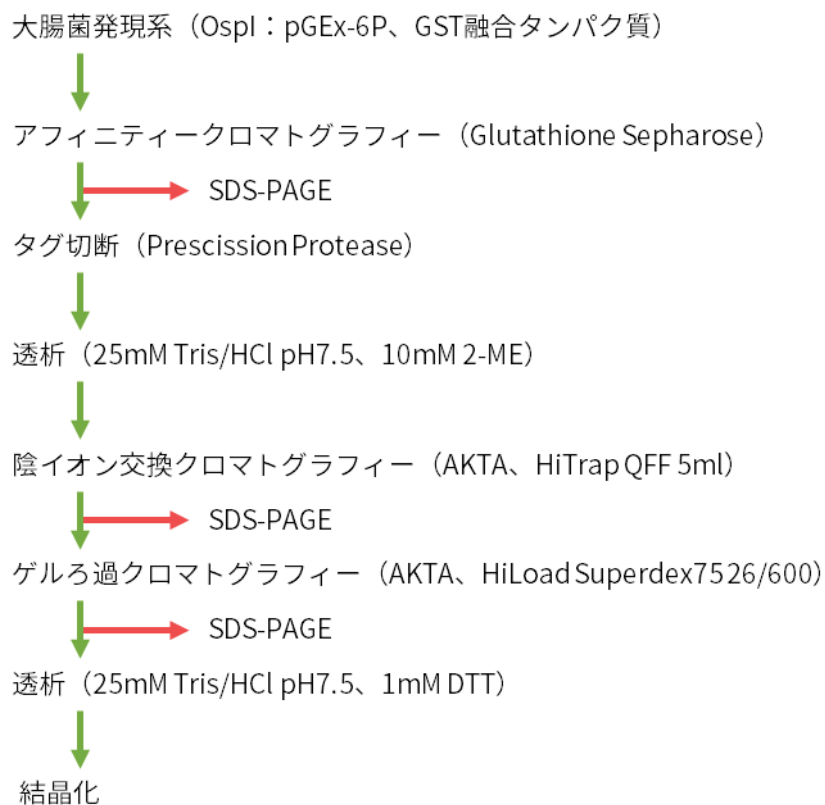 大腸菌発現系（OspI：pGEx-6P、GST融合タンパク質）
アフィニティークロマトグラフィー（Glutathione Sepharose）
SDS-PAGE
タグ切断（Prescission Protease）
透析（25mM Tris/HCl pH7.5、10mM 2-ME）
陰イオン交換クロマトグラフィー（AKTA、HiTrap QFF 5ml）
SDS-PAGE
ゲルろ過クロマトグラフィー（AKTA、HiLoad Superdex75 26/600）
SDS-PAGE
透析（25mM Tris/HCl pH7.5、1mM DTT）
結晶化